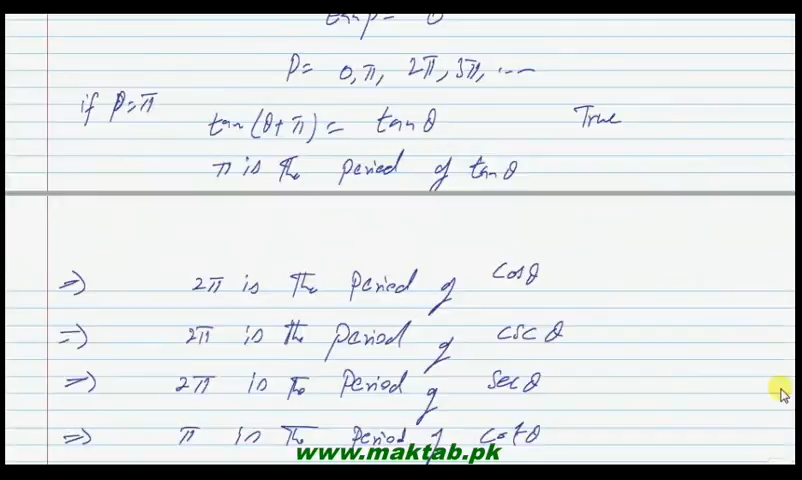 tan p = 0
P = 0, π, 2π, 3π, ...
if P = π
tan (θ + π) = tan θ True
π is the period of tan θ
⇒) 2π is the period of cos θ
⇒) 2π is the period of csc θ
⇒) 2π is the period of sec θ
⇒) π is the period of cot θ
www.maktab.pk